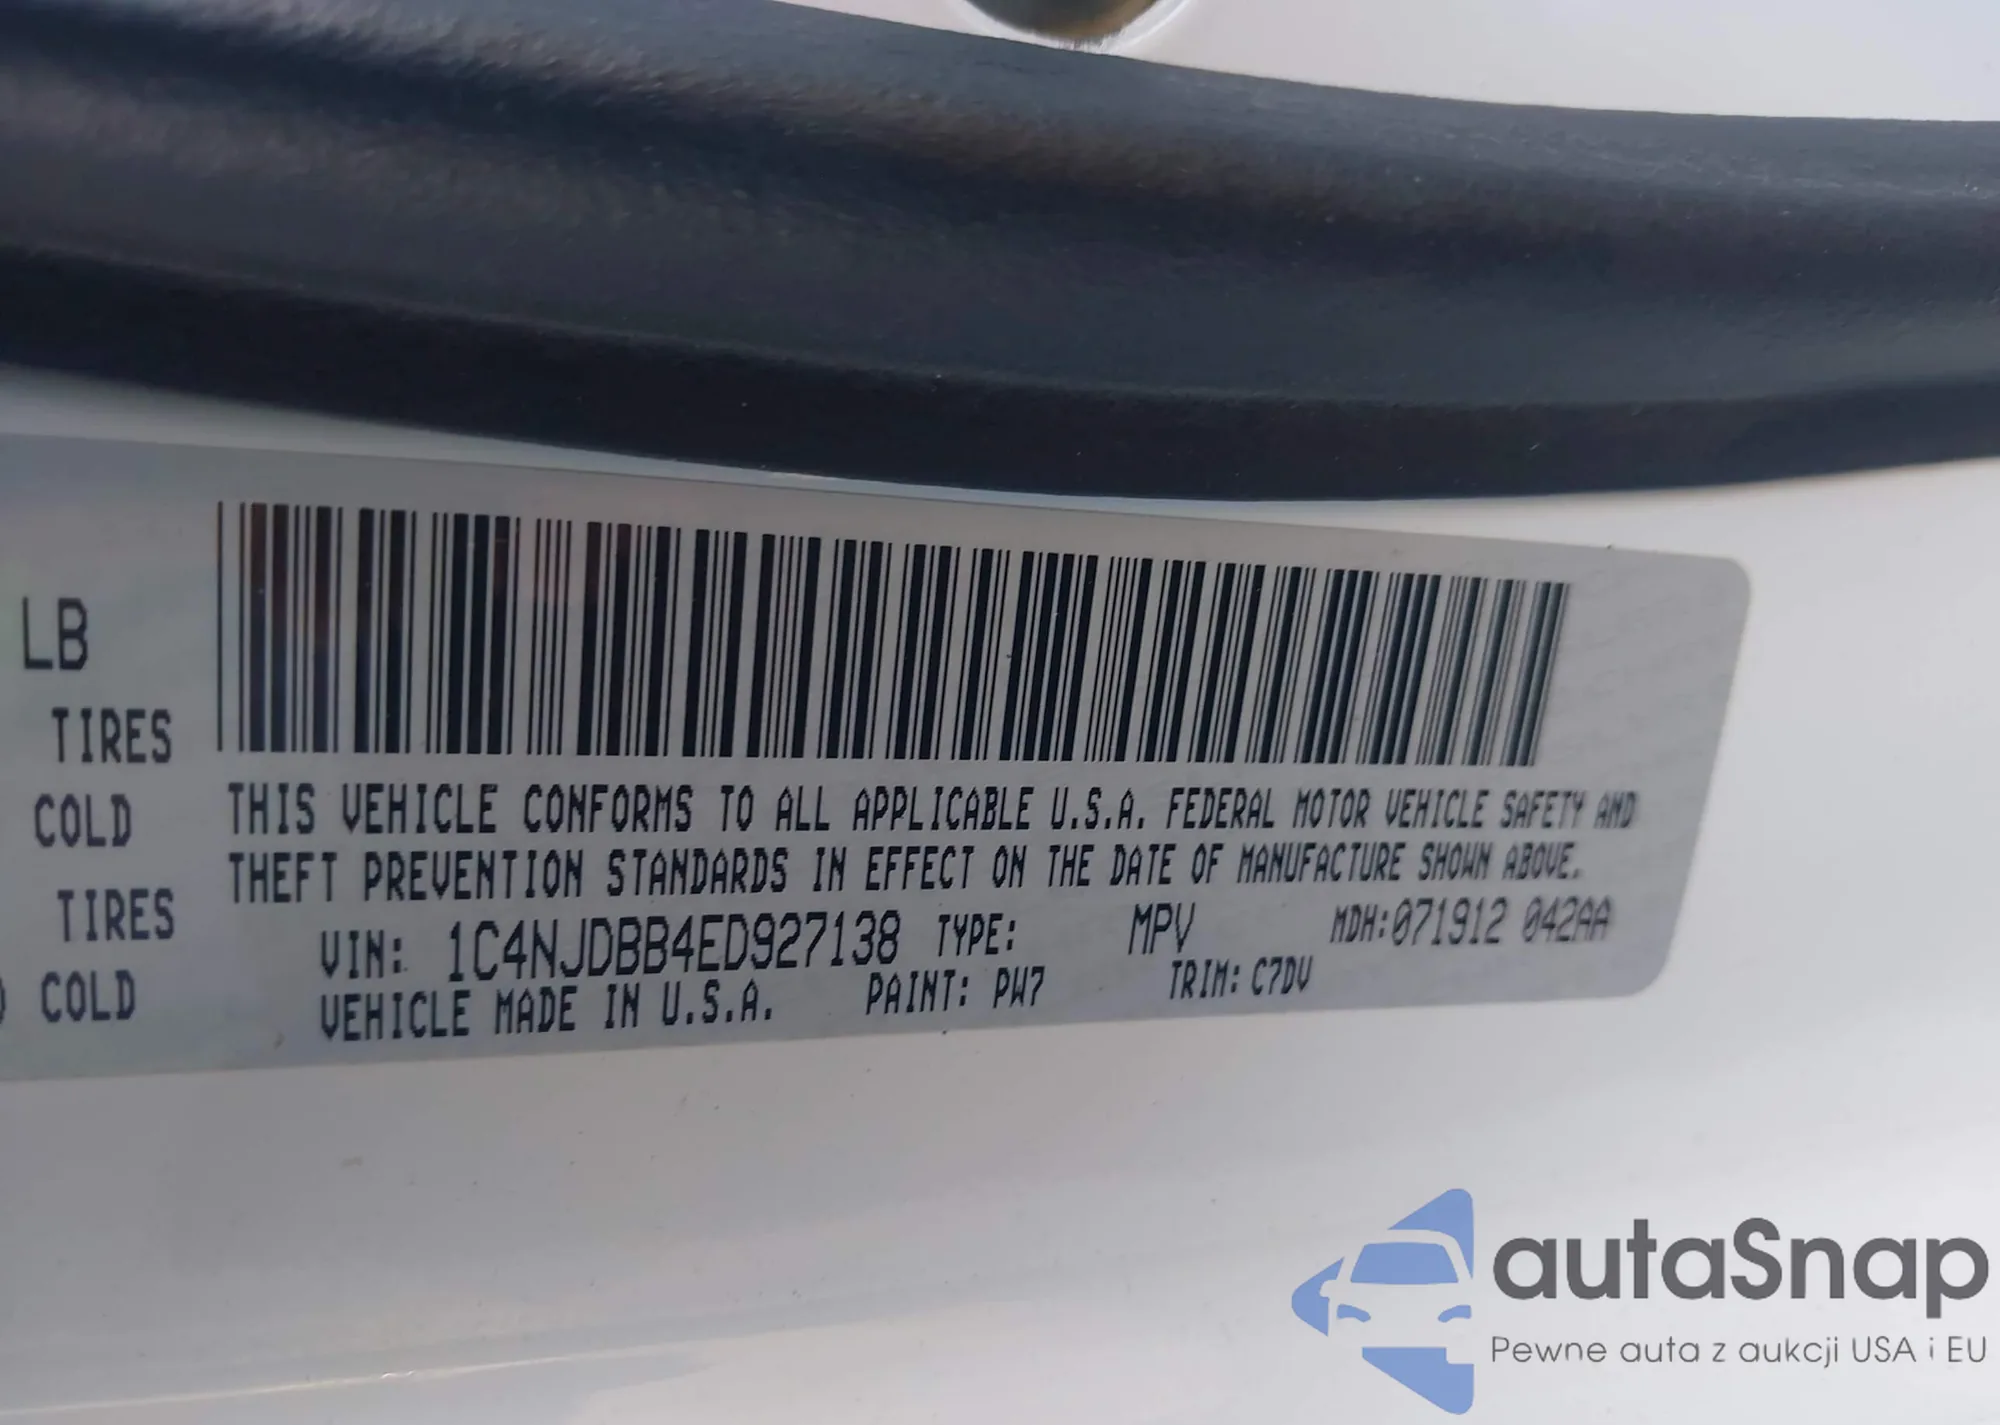 LB
TIRES
COLD
TIRES
COLD
THIS VEHICLE CONFORMS TO ALL APPLICABLE U.S.A. FEDERAL MOTOR VEHICLE SAFETY AND
THEFT PREVENTION STANDARDS IN EFFECT ON THE DATE OF MANUFACTURE SHOWN ABOVE.
VIN: 1C4NJDBB4ED927138 TYPE: MPV MDH:071912 042AA
VEHICLE MADE IN U.S.A. PAINT: PW7 TRIM: C7DV
autaSnap
Pewne auta z aukcji USA i EU